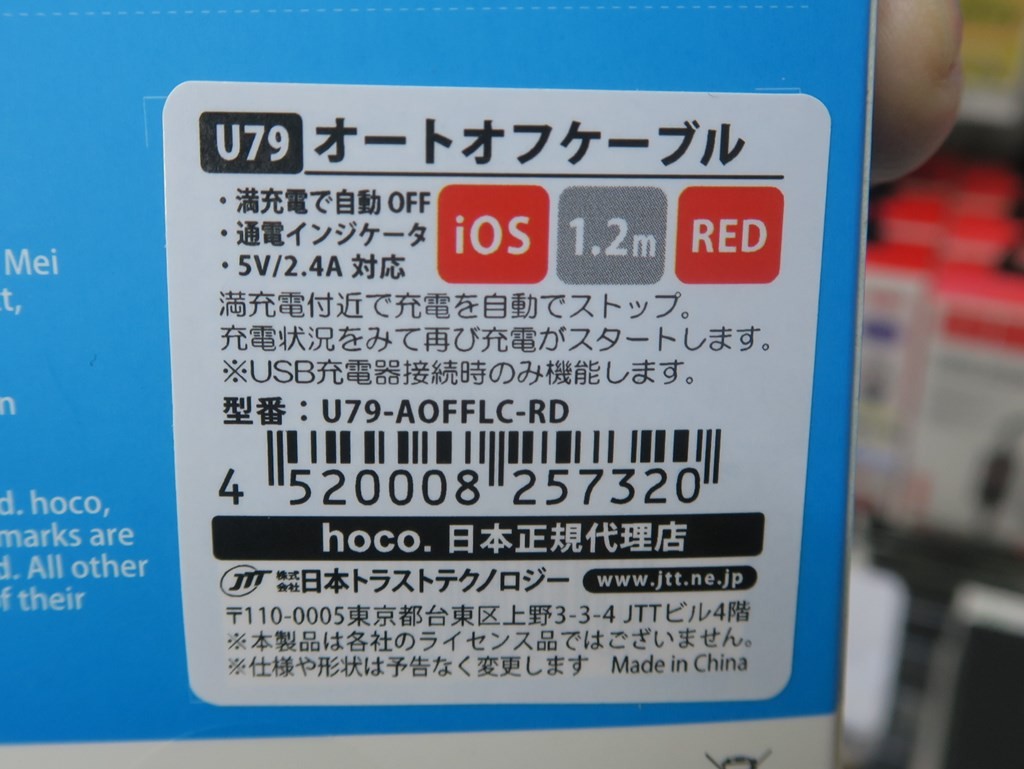 U79 オートオフケーブル
・満充電で自動 OFF
・通電インジケータ
・5V/2.4A 対応
iOS
1.2m
RED
満充電付近で充電を自動でストップ。
充電状況をみて再び充電がスタートします。
※USB充電器接続時のみ機能します。
型番：U79-AOFFLC-RD
4 520008 257320
hoco. 日本正規代理店
JTT 株式会社 日本トラストテクノロジー www.jtt.ne.jp
〒110-0005東京都台東区上野3-3-4 JTTビル4階
※本製品は各社のライセンス品ではございません。
※仕様や形状は予告なく変更します Made in China
Mei
d. hoco,
marks are
d. All other
f their